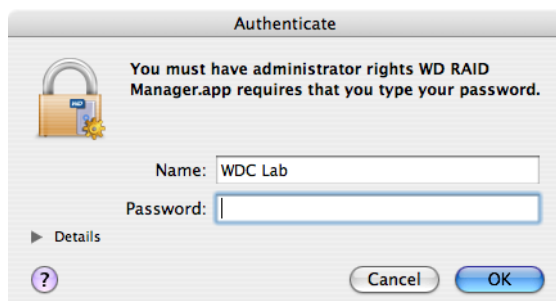 Authenticate
You must have administrator rights WD RAID
Manager.app requires that you type your password.
WD
Name: WDC Lab
Password:
Details
?
Cancel OK